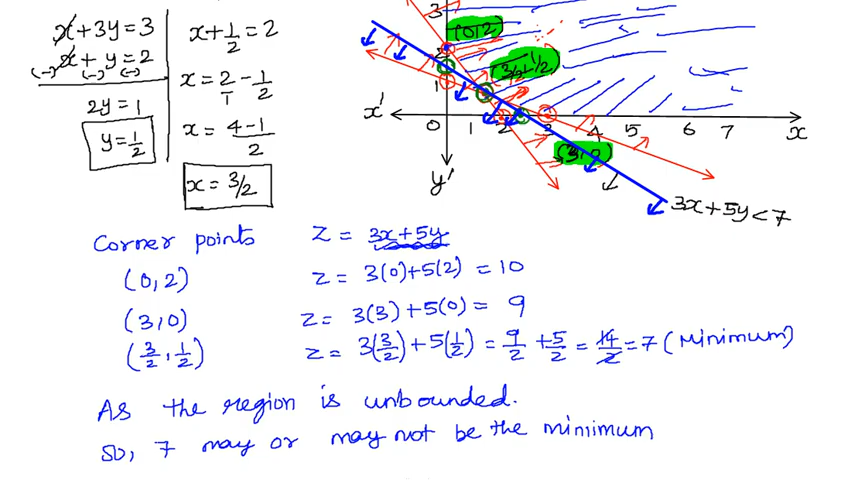 x + 3y = 3
x + y = 2
(-) (-) (-)
2y = 1
y = 1/2
x + 1/2 = 2
x = 2/1 - 1/2
x = 4-1/2
x = 3/2
3
(0,2)
(3/2, 1/2)
1
x'
0 1 2 3 4 5 6 7 x
(3,0)
y'
3x+5y<7
Corner points z = 3x+5y
(0,2) z = 3(0)+5(2) = 10
(3,0) z = 3(3)+5(0) = 9
(3/2, 1/2) z = 3(3/2)+5(1/2) = 9/2 + 5/2 = 14/2 = 7 (Minimum)
As the region is unbounded.
So, 7 may or may not be the minimum